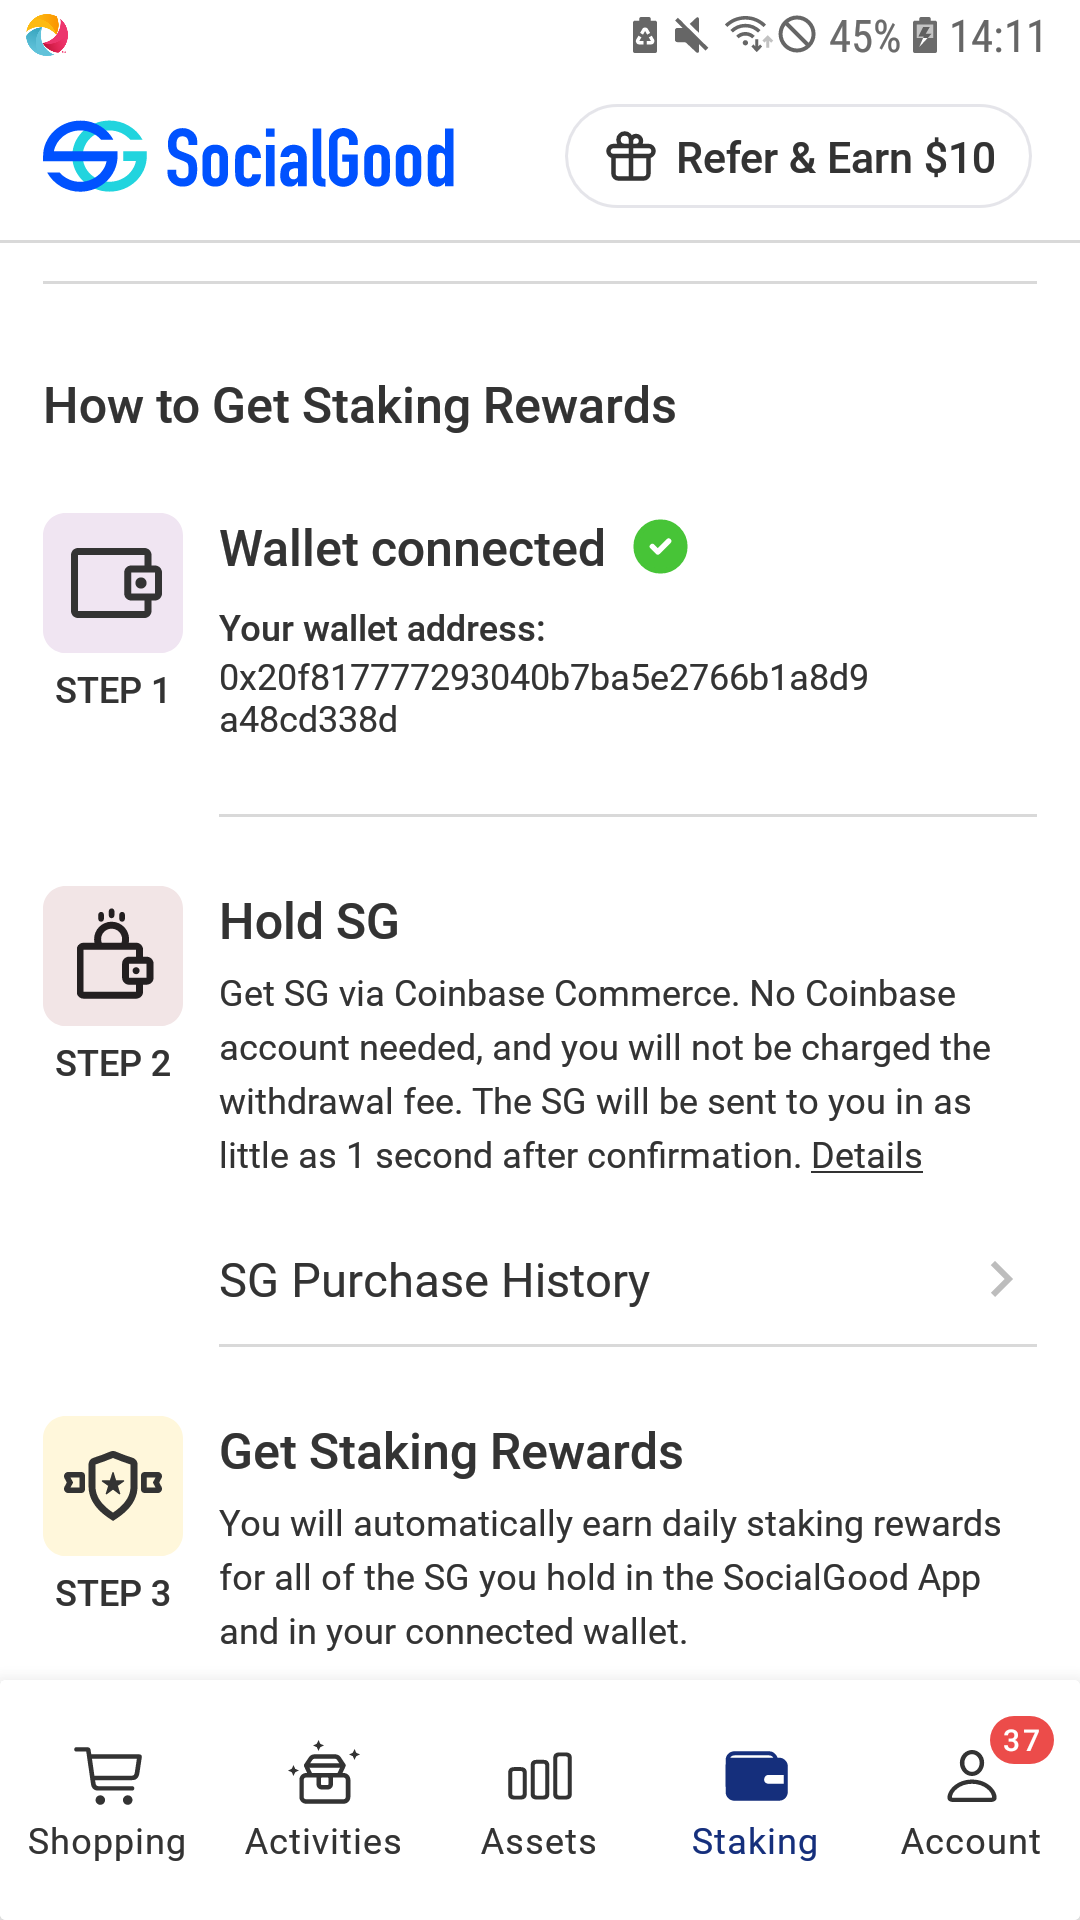 45% 14:11
SocialGood
Refer & Earn $10
How to Get Staking Rewards
Wallet connected
Your wallet address:
0x20f817777293040b7ba5e2766b1a8d9
a48cd338d
STEP 1
Hold SG
Get SG via Coinbase Commerce. No Coinbase
account needed, and you will not be charged the
withdrawal fee. The SG will be sent to you in as
little as 1 second after confirmation. Details
STEP 2
SG Purchase History
Get Staking Rewards
You will automatically earn daily staking rewards
for all of the SG you hold in the SocialGood App
and in your connected wallet.
STEP 3
37
Shopping Activities Assets Staking Account